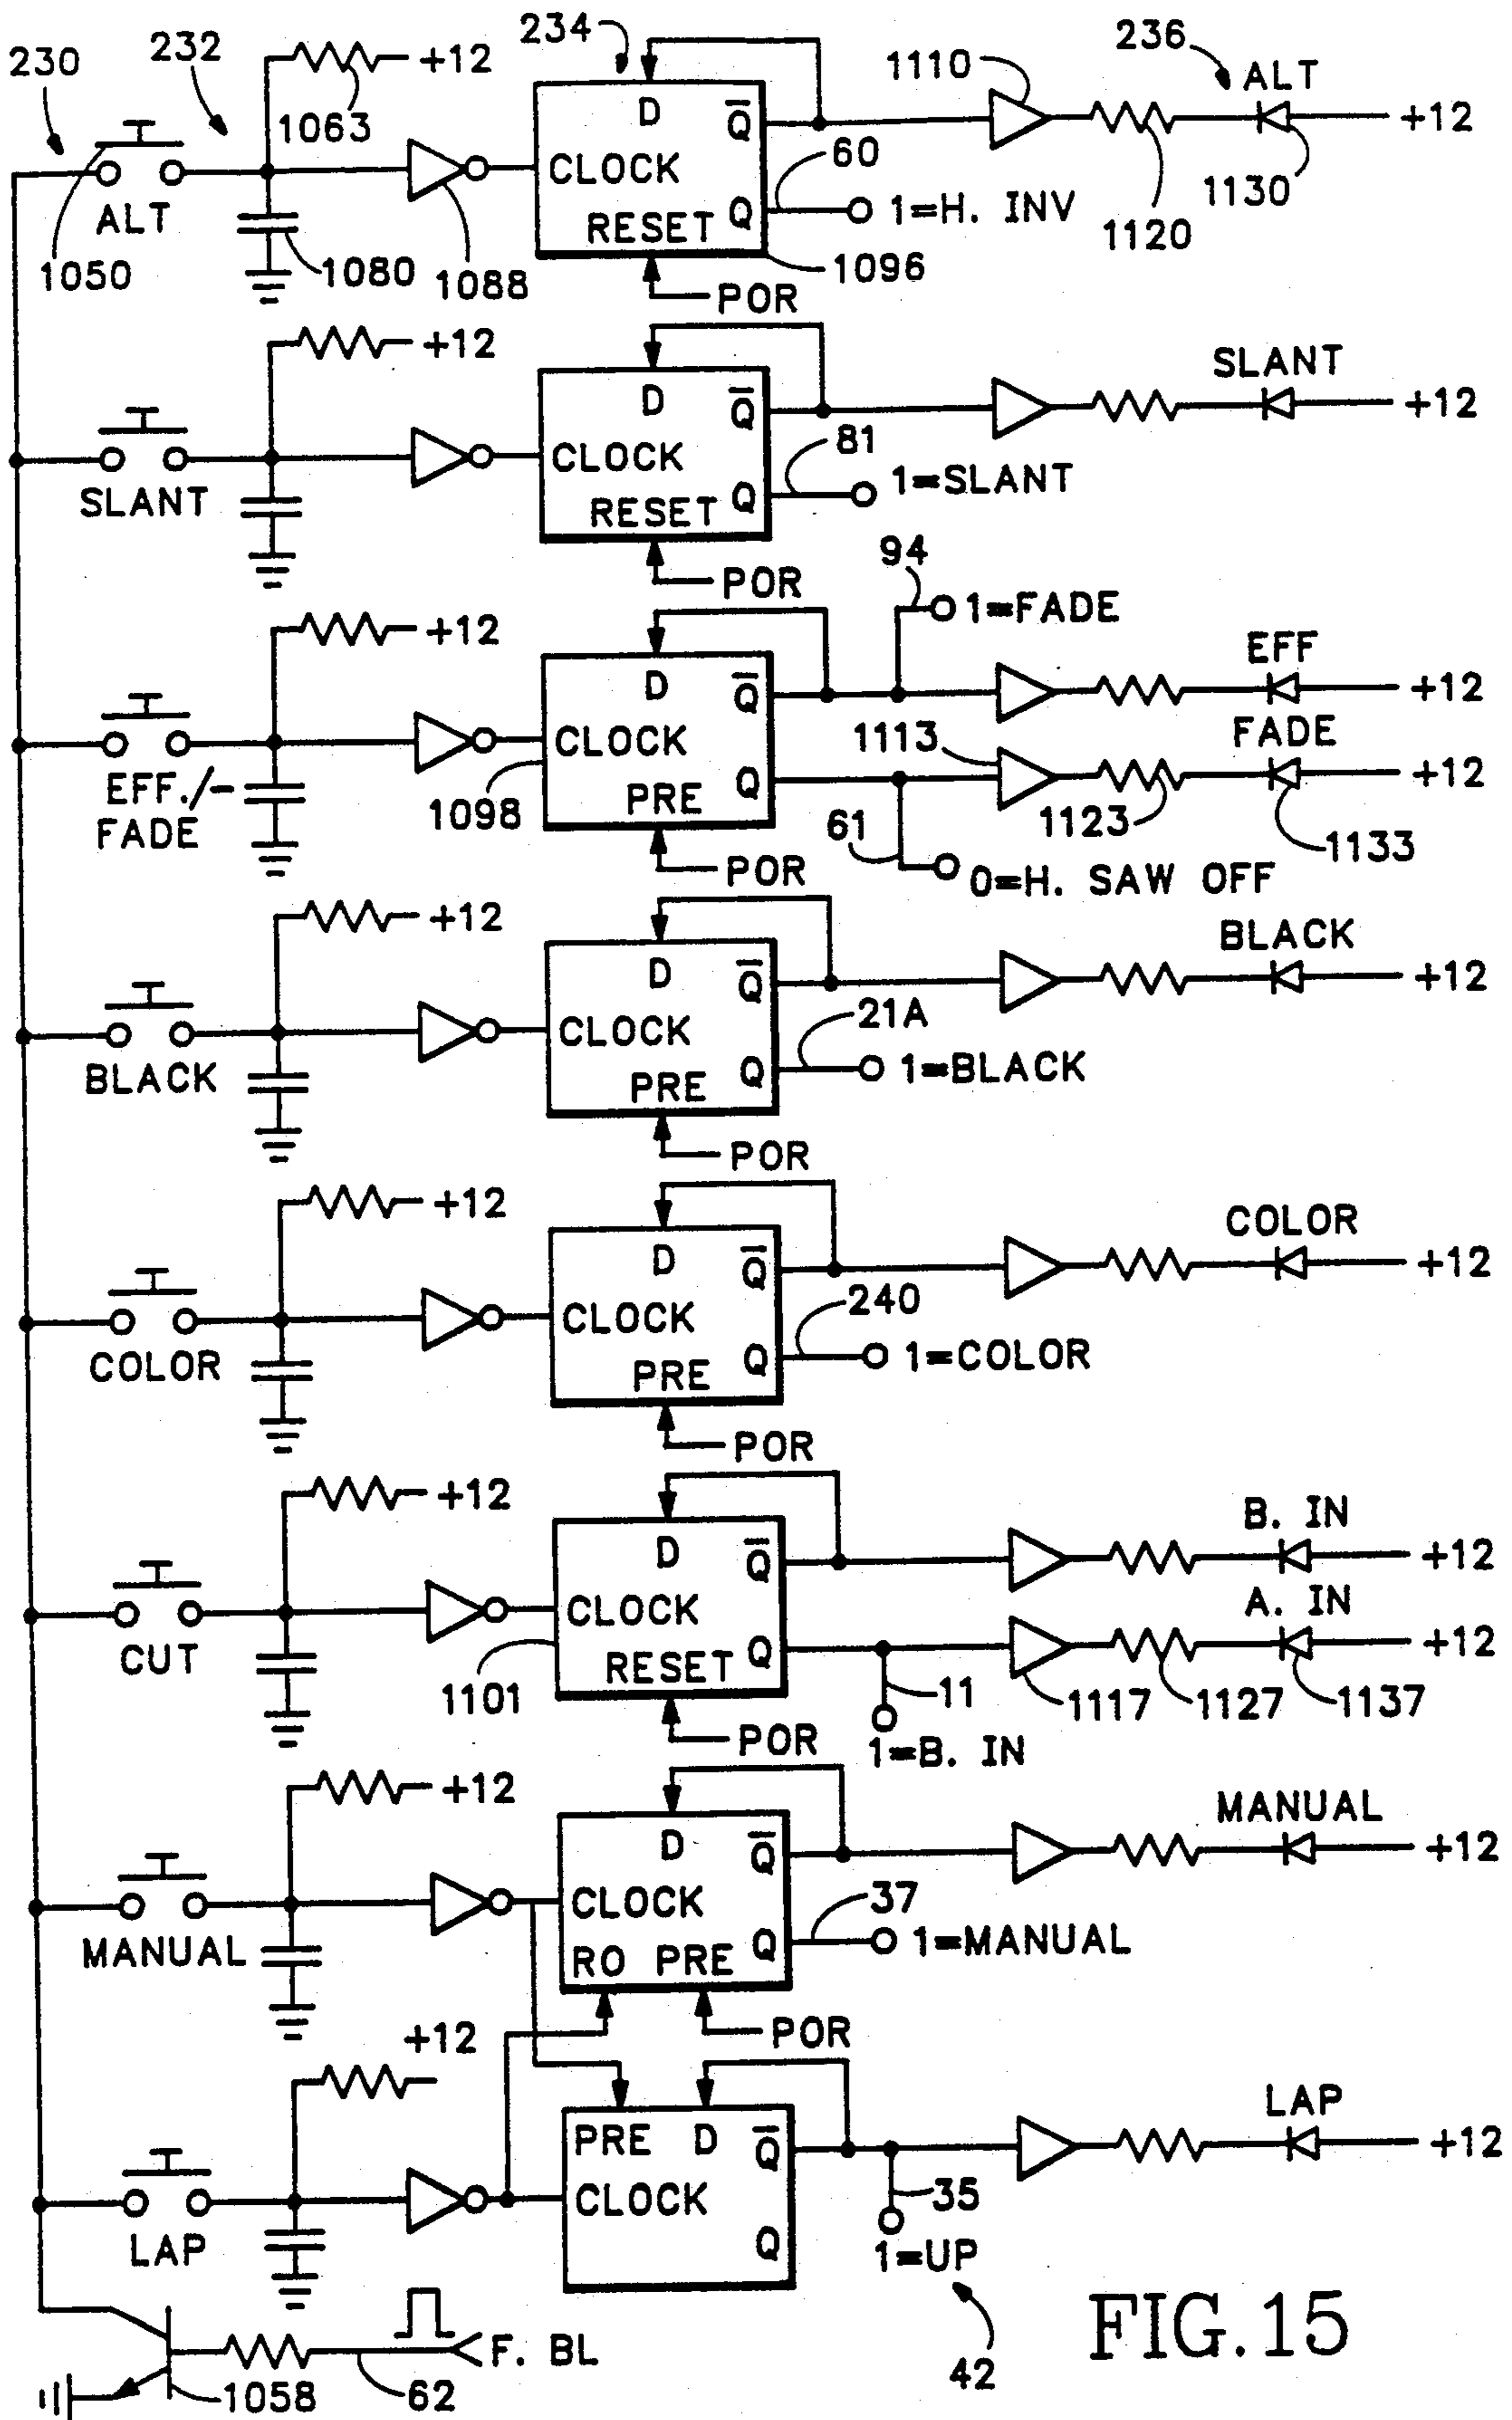 230
232
+12
1063
234
D
Q
CLOCK
Q
RESET
1110
236
ALT
+12
60
1=H. INV
1120
1130
1050
ALT
1080
1088
1096
POR
+12
SLANT
D
Q
CLOCK
Q
RESET
81
1=SLANT
SLANT
+12
POR
94
1=FADE
+12
EFF./-
FADE
1098
D
Q
CLOCK
Q
PRE
EFF
+12
1113
FADE
+12
1123
1133
61
0=H. SAW OFF
POR
+12
BLACK
D
Q
CLOCK
Q
PRE
21A
1=BLACK
BLACK
+12
POR
+12
COLOR
D
Q
CLOCK
Q
PRE
240
1=COLOR
COLOR
+12
POR
+12
CUT
1101
D
Q
CLOCK
Q
RESET
B. IN
+12
A. IN
+12
11
1117
1127
1137
1=B. IN
POR
+12
MANUAL
D
Q
CLOCK
Q
RO PRE
37
1=MANUAL
MANUAL
+12
POR
+12
LAP
PRE D
Q
CLOCK
Q
LAP
+12
35
1=UP
42
F. BL
62
1058
FIG.15